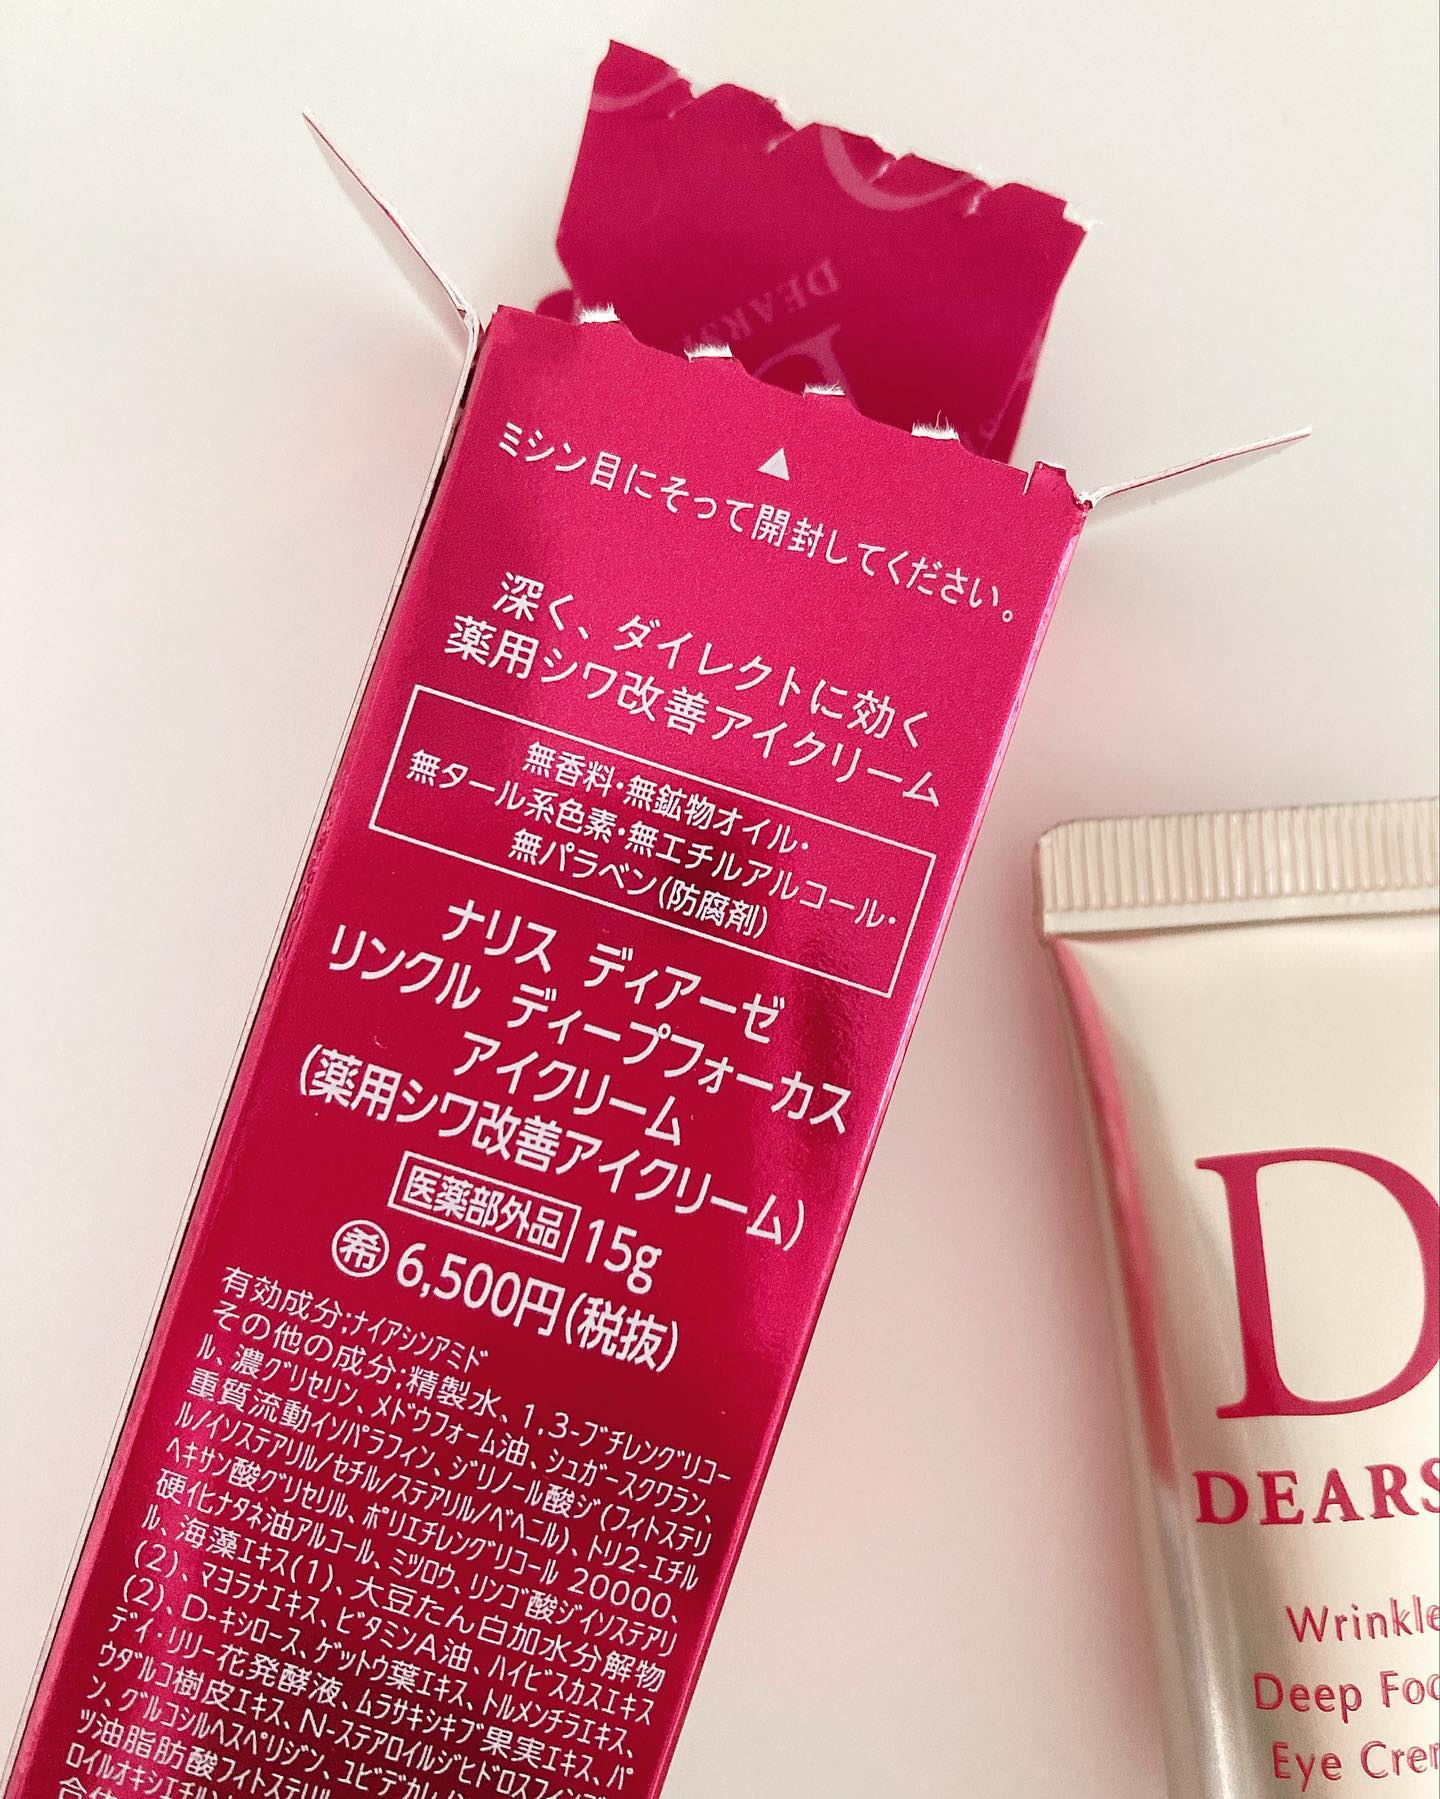 DEARS
D
ミシン目にそって開封してください。
深く、ダイレクトに効く
薬用シワ改善アイクリーム
無香料・無鉱物オイル・
無タール系色素・無エチルアルコール・
無パラベン(防腐剤)
ナリス ディアーゼ
リンクル ディープフォーカス
アイクリーム
(薬用シワ改善アイクリーム)
医薬部外品 15g
希 6,500円(税抜)
有効成分:ナイアシンアミド
その他の成分:精製水、1,3-ブチレングリコー
ル、濃グリセリン、メドウフォーム油、シュガースクワラン、
重質流動イソパラフィン、ジリノール酸ジ(フィトステリ
ル/イソステアリル/セチル/ステアリル/ベヘニル)、トリ2-エチル
ヘキサン酸グリセリル、ポリエチレングリコール 20000、
硬化ナタネ油アルコール、ミツロウ、リンゴ酸ジイソステアリ
ル、海藻エキス(1)、大豆たん白加水分解物
(2)、マヨラナエキス、ビタミンA油、ハイビスカスエキス
(2)、D-キシロース、ゲットウ葉エキス、トルメンチラエキス、
デイ・リリー花発酵液、ムラサキシキブ果実エキス、パ
ウダルコ樹皮エキス、N-ステアロイルジヒドロスフィンゴ
ン、グルコシルヘスペリジン、ユビデカレ
ツ油脂肪酸フィトステリル
ロイルオキシエチル
D
DEARS
Wrinkle
Deep Foc
Eye Crem